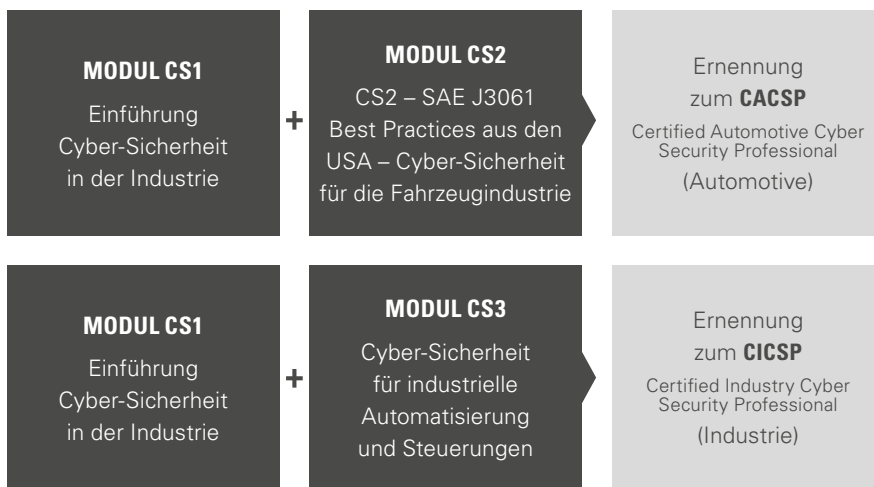 MODUL CS1
Einführung
Cyber-Sicherheit
in der Industrie
+
MODUL CS2
CS2 – SAE J3061
Best Practices aus den
USA – Cyber-Sicherheit
für die Fahrzeugindustrie
Ernennung
zum CACSP
Certified Automotive Cyber
Security Professional
(Automotive)
MODUL CS1
Einführung
Cyber-Sicherheit
in der Industrie
+
MODUL CS3
Cyber-Sicherheit
für industrielle
Automatisierung
und Steuerungen
Ernennung
zum CICSP
Certified Industry Cyber
Security Professional
(Industrie)